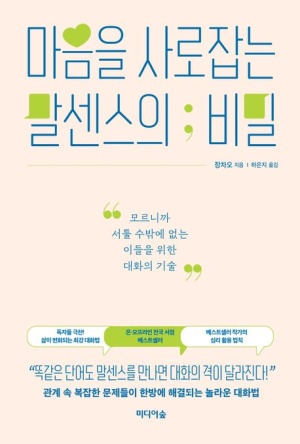 마음을 사로잡는
말센스의 ; 비밀
장차오 지음 | 하은지 옮김
“
모르니까
서툴 수밖에 없는
이들을 위한
대화의 기술
”
독자들 극찬!
삶이 변화되는 최강 대화법
온·오프라인 전국 서점
베스트셀러
베스트셀러 작가의
심리 활용 법칙
“똑같은 단어도 말센스를 만나면 대화의 격이 달라진다!”
관계 속 복잡한 문제들이 한방에 해결되는 놀라운 대화법
미디어숲